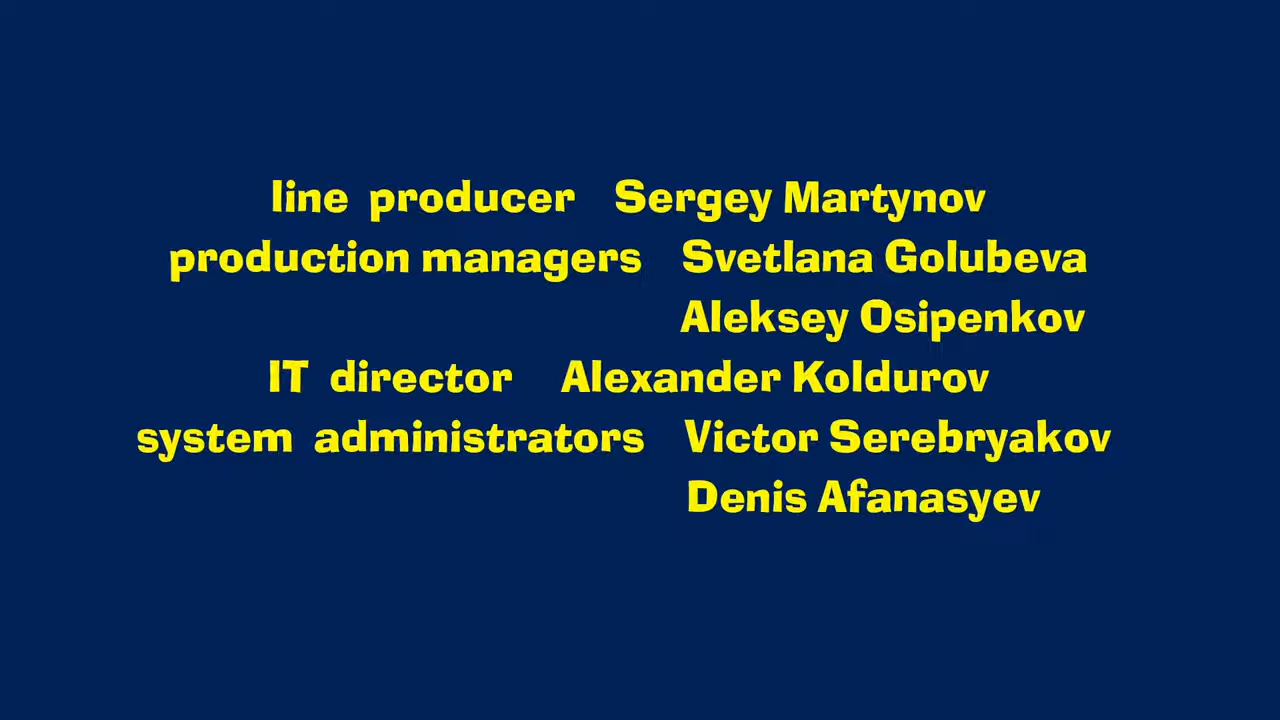 line producer Sergey Martynov
production managers Svetlana Golubeva
Aleksey Osipenkov
IT director Alexander Koldurov
system administrators Victor Serebryakov
Denis Afanasyev